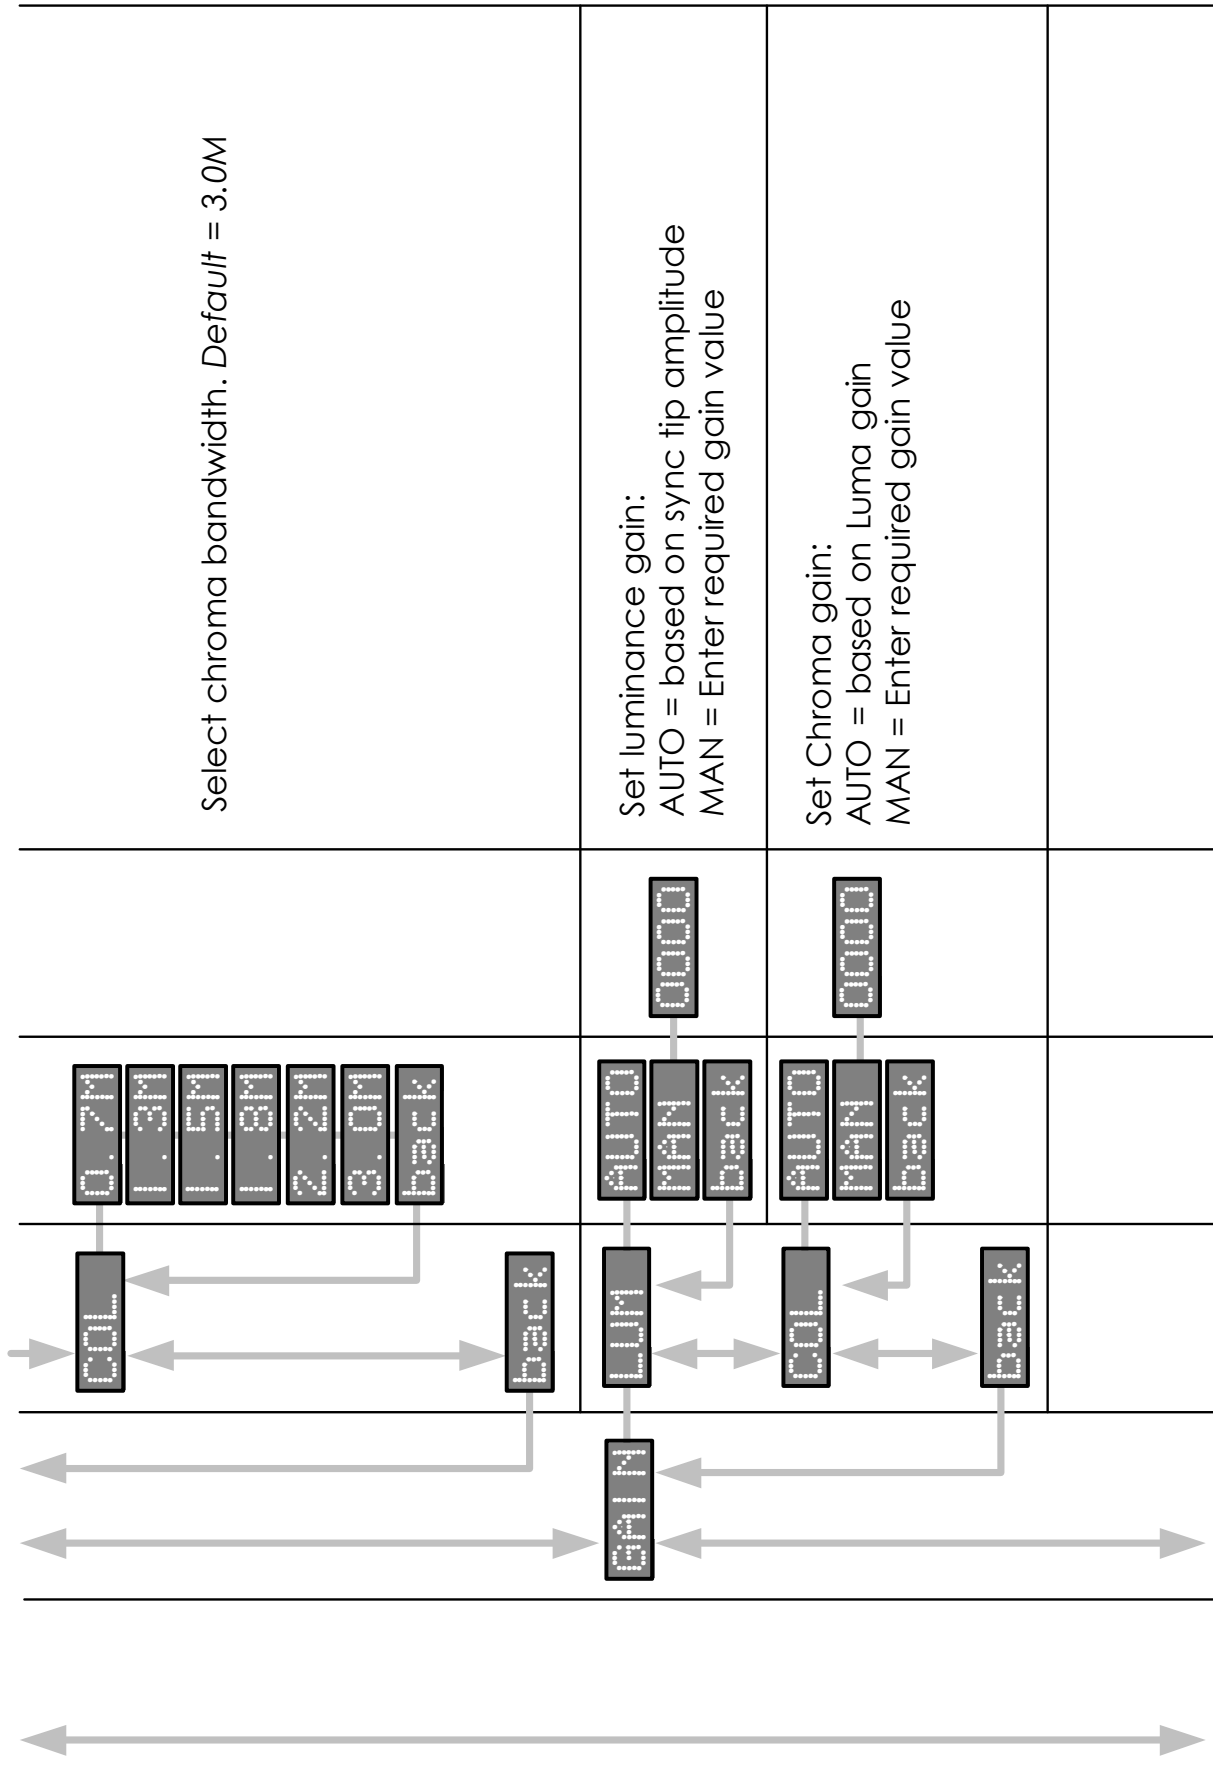 COL
0.7M
1.3M
1.5M
1.8M
2.2M
3.0M
back
back
Select chroma bandwidth. Default = 3.0M
GAIN
LUM
AUTO
MAN
back
0000
Set luminance gain:
AUTO = based on sync tip amplitude
MAN = Enter required gain value
COL
AUTO
MAN
back
0000
back
Set Chroma gain:
AUTO = based on Luma gain
MAN = Enter required gain value